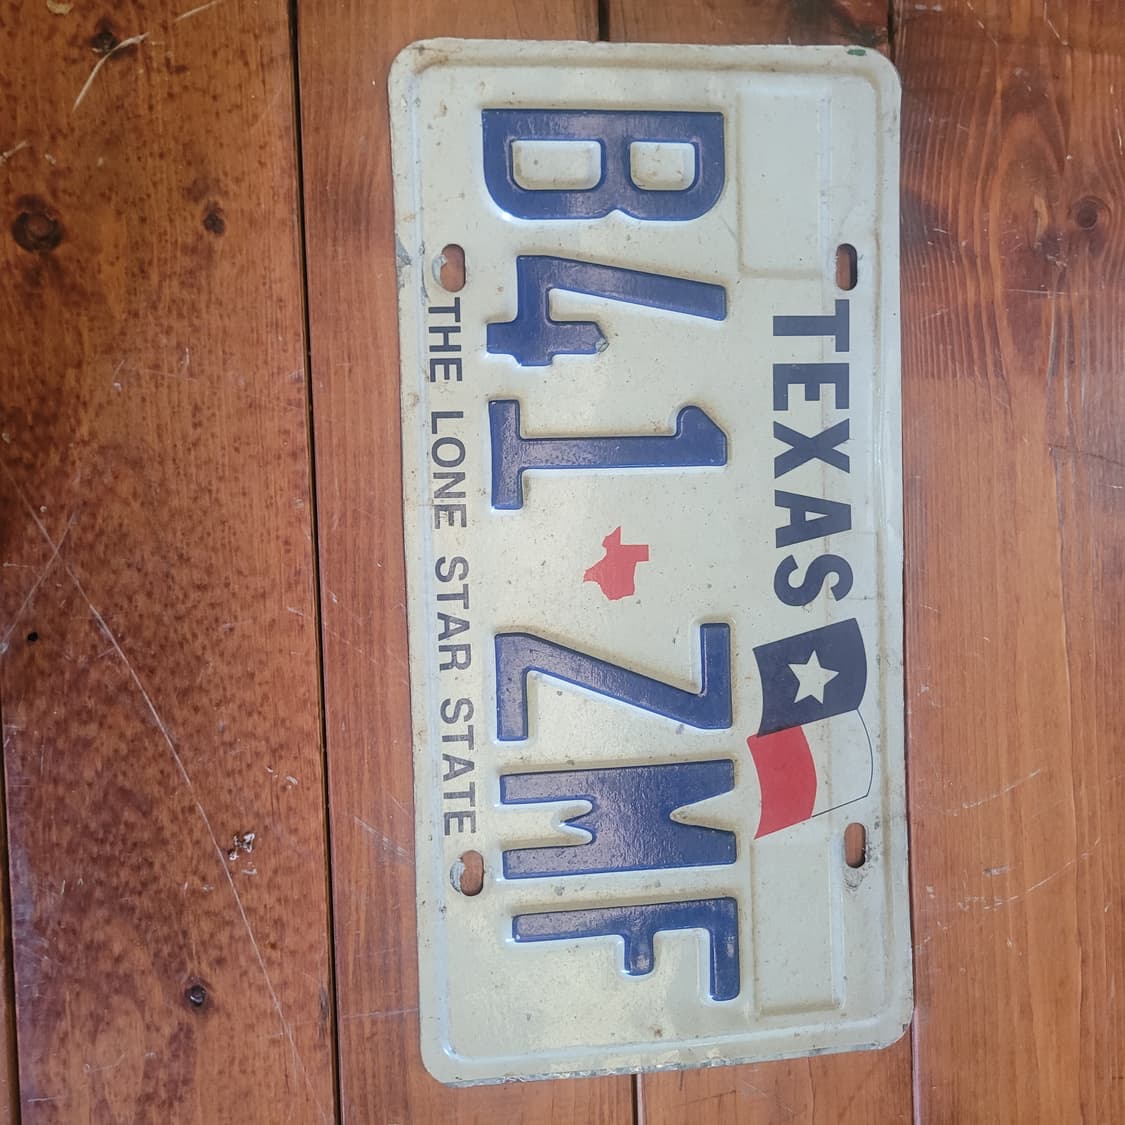 TEXAS
B41 ZMF
THE LONE STAR STATE